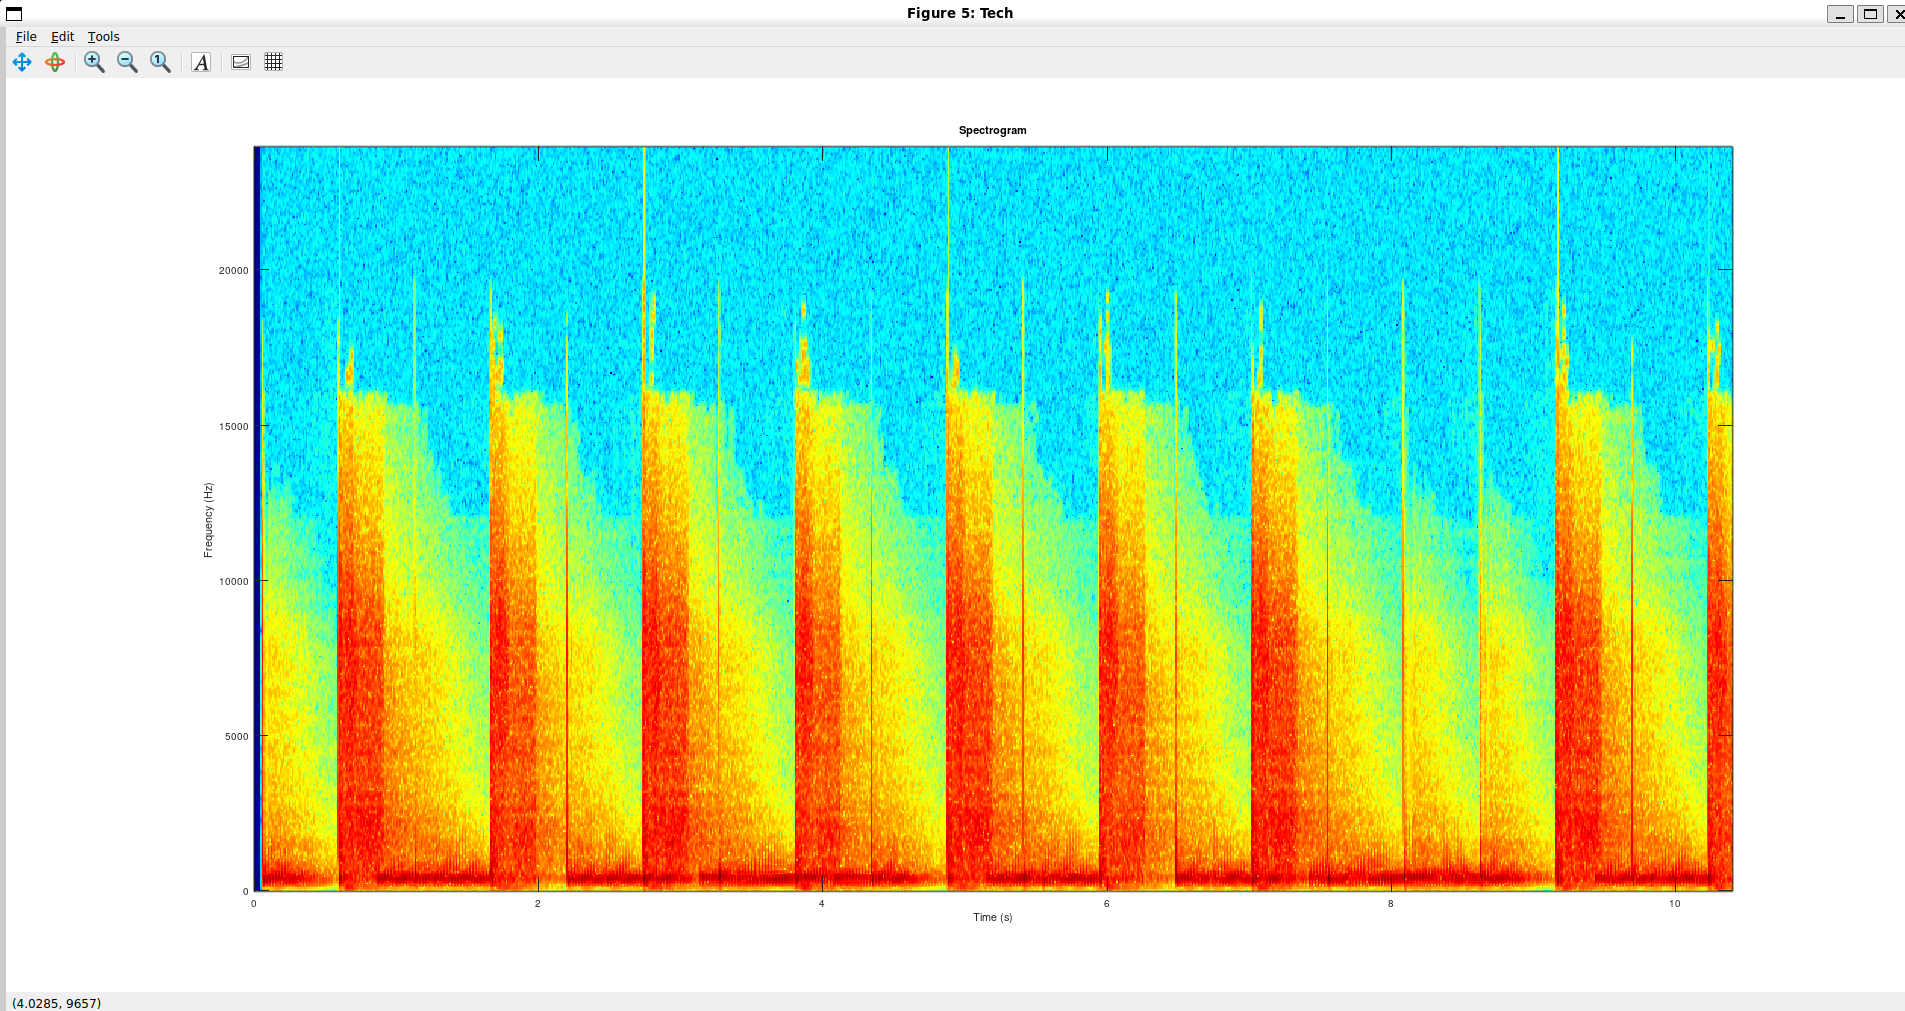 Figure 5: Tech
File Edit Tools
1 A
Spectrogram
20000
15000
10000
5000
0
Frequency (Hz)
0 2 4 6 8 10
Time (s)
(4.0285, 9657)